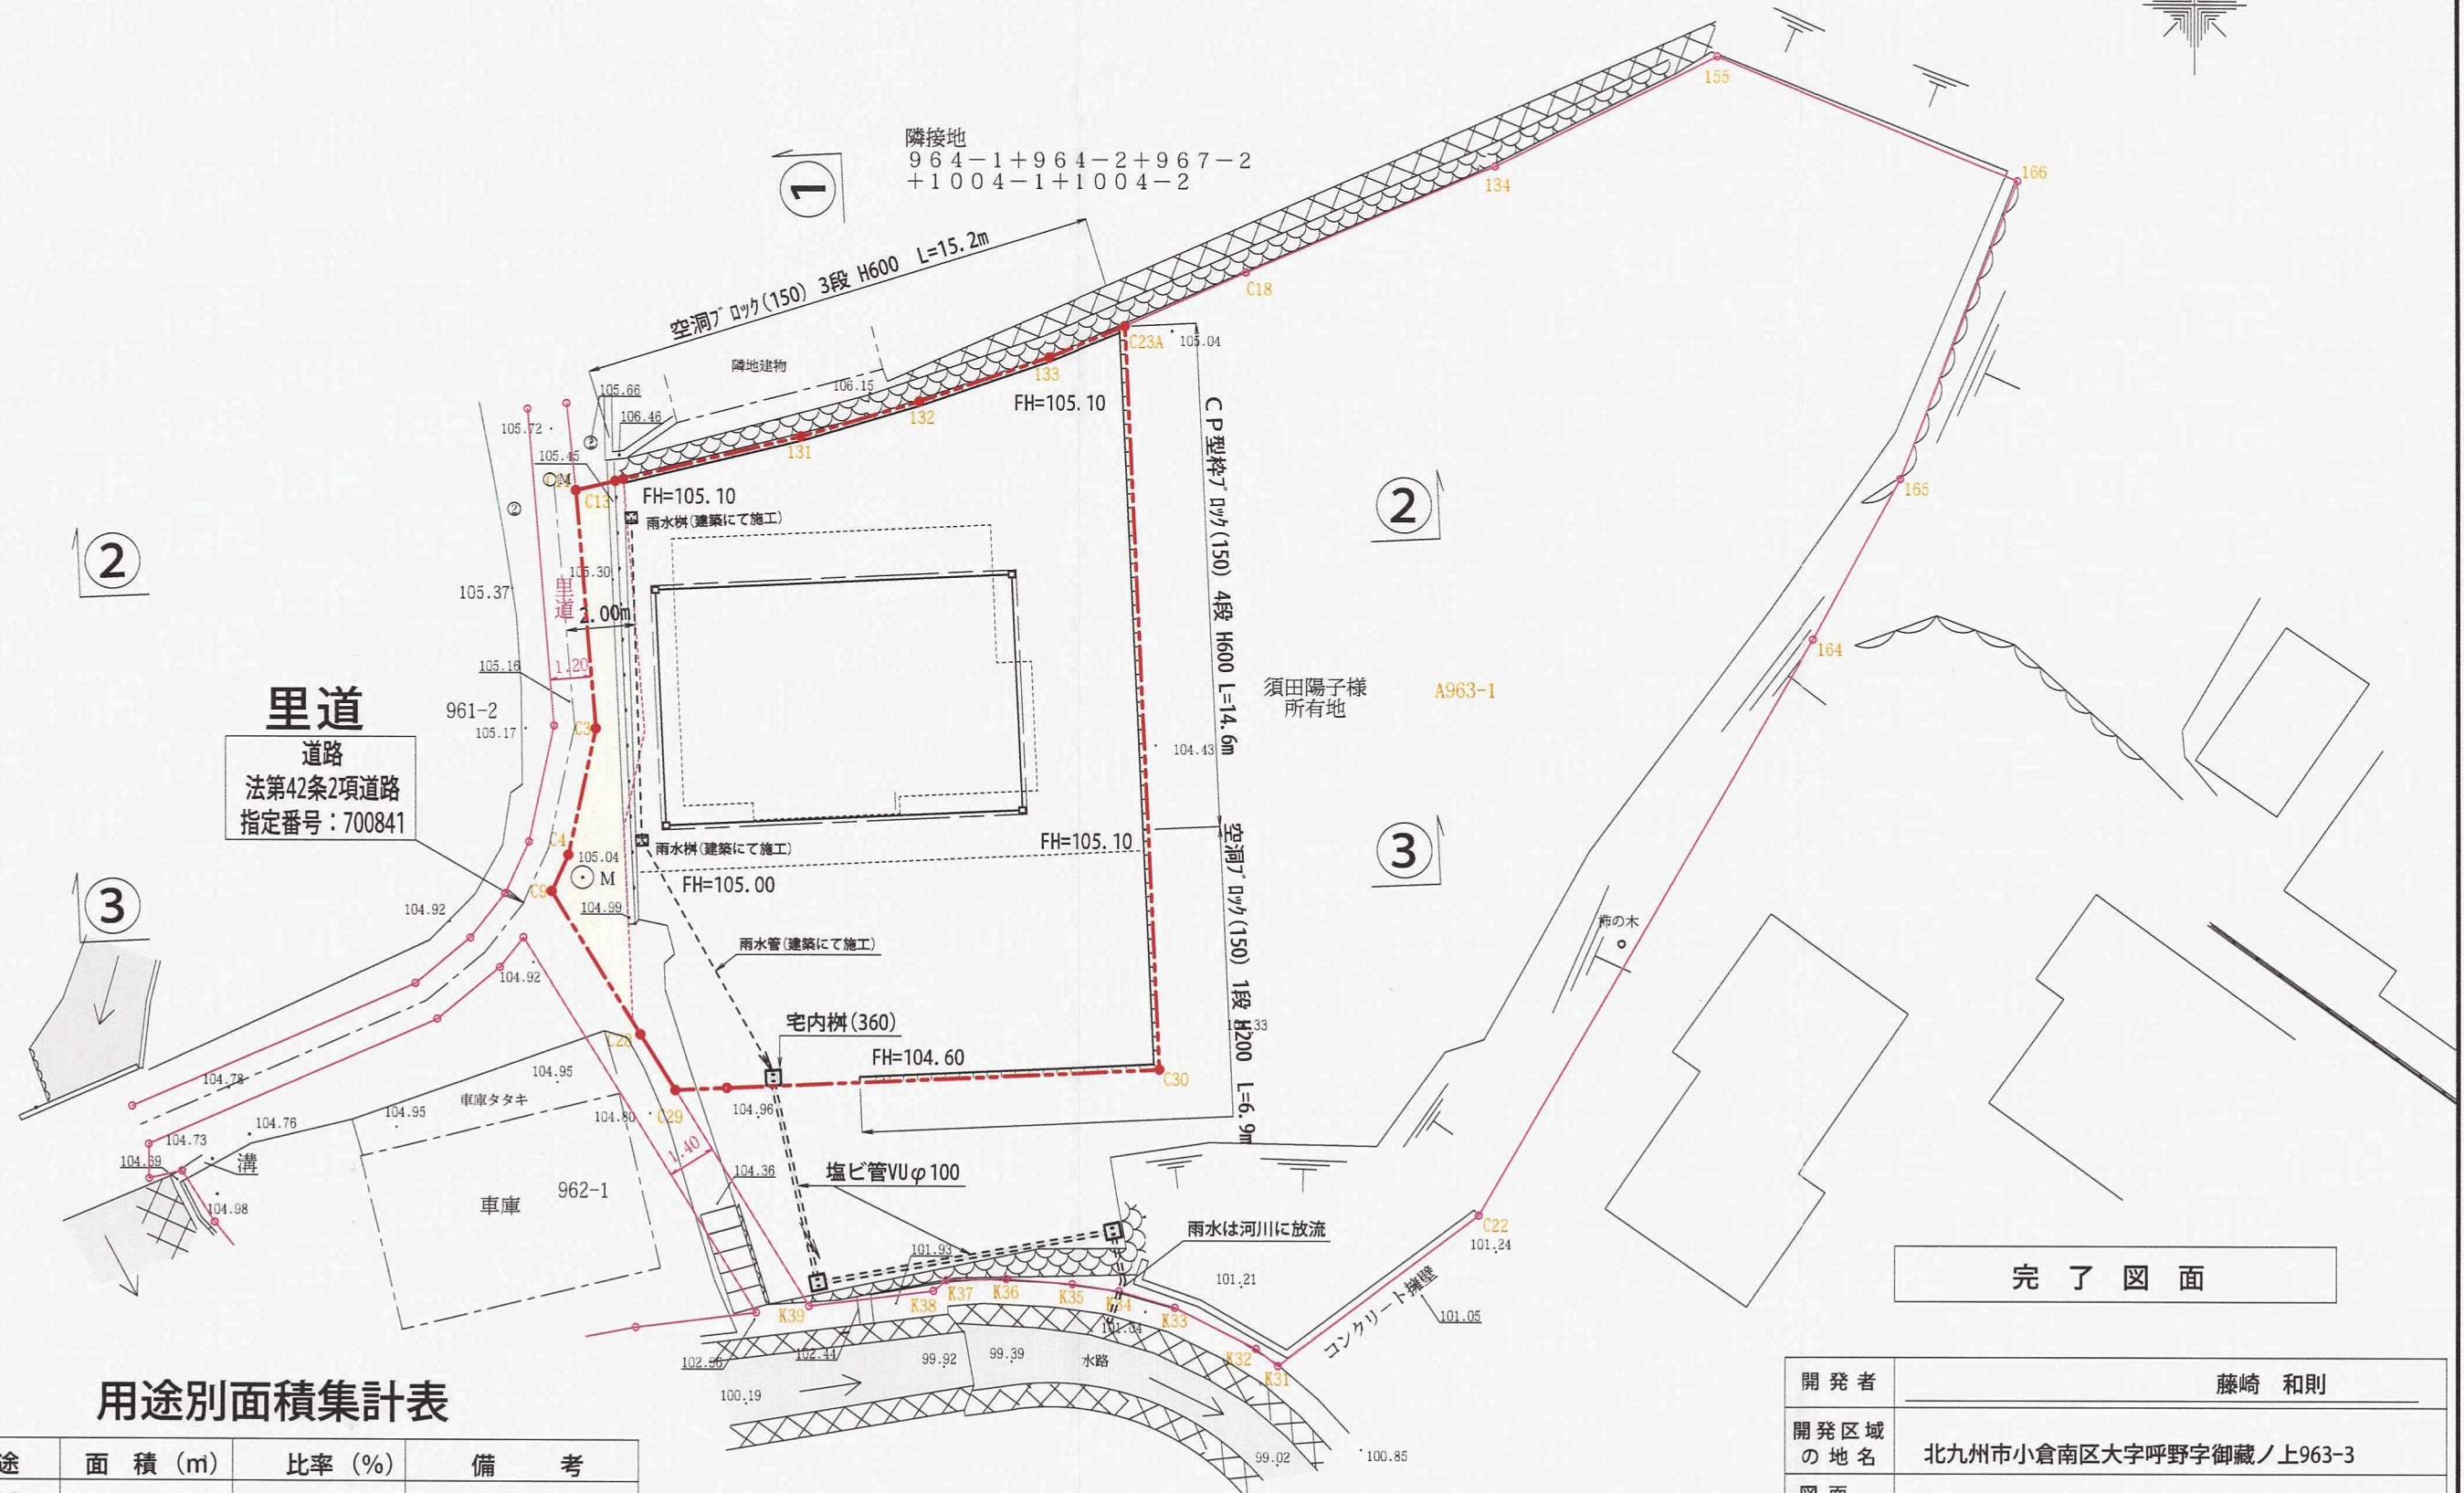 155
166
隣接地
964-1+964-2+967-2
+1004-1+1004-2
1
134
C18
空洞ﾌﾞﾛｯｸ(150) 3段 H600 L=15.2m
隣地建物
C23A
105.04
133
106.15
105.66
106.46
132
FH=105.10
105.72
②
131
105.45
M
C13
FH=105.10
165
2
2
②
雨水桝(建築にて施工)
CP型枠ﾌﾞﾛｯｸ(150) 4段 H600 L=14.6m
105.30
105.37
里道
2.00m
164
105.16
1.20
須田陽子様
所有地
A963-1
里道
961-2
105.17
C3
104.43
道路
法第42条2項道路
指定番号：700841
C4
105.04
雨水桝(建築にて施工)
FH=105.10
空洞ﾌﾞﾛｯｸ(150) 1段 H200 L=6.9m
3
3
C9
M
FH=105.00
104.92
104.99
柿の木
雨水管(建築にて施工)
104.92
宅内桝(360)
C28
FH=104.60
104.78
104.95
C30
車庫タタキ
104.95
104.80
C29
104.96
104.76
104.73
104.69
溝
1.40
104.36
塩ビ管VUφ100
962-1
車庫
104.98
雨水は河川に放流
C22
101.24
101.93
101.21
完了図面
K39
K38
K37
K36
K35
K34
K33
コンクリート擁壁
101.05
101.04
K32
K31
102.44
99.92
99.39
水路
100.19
用途別面積集計表
開発者
藤崎 和則
99.02
100.85
開発区域
の地名
北九州市小倉南区大字呼野字御藏ノ上963-3
途
面積(㎡)
比率(%)
備考
図面